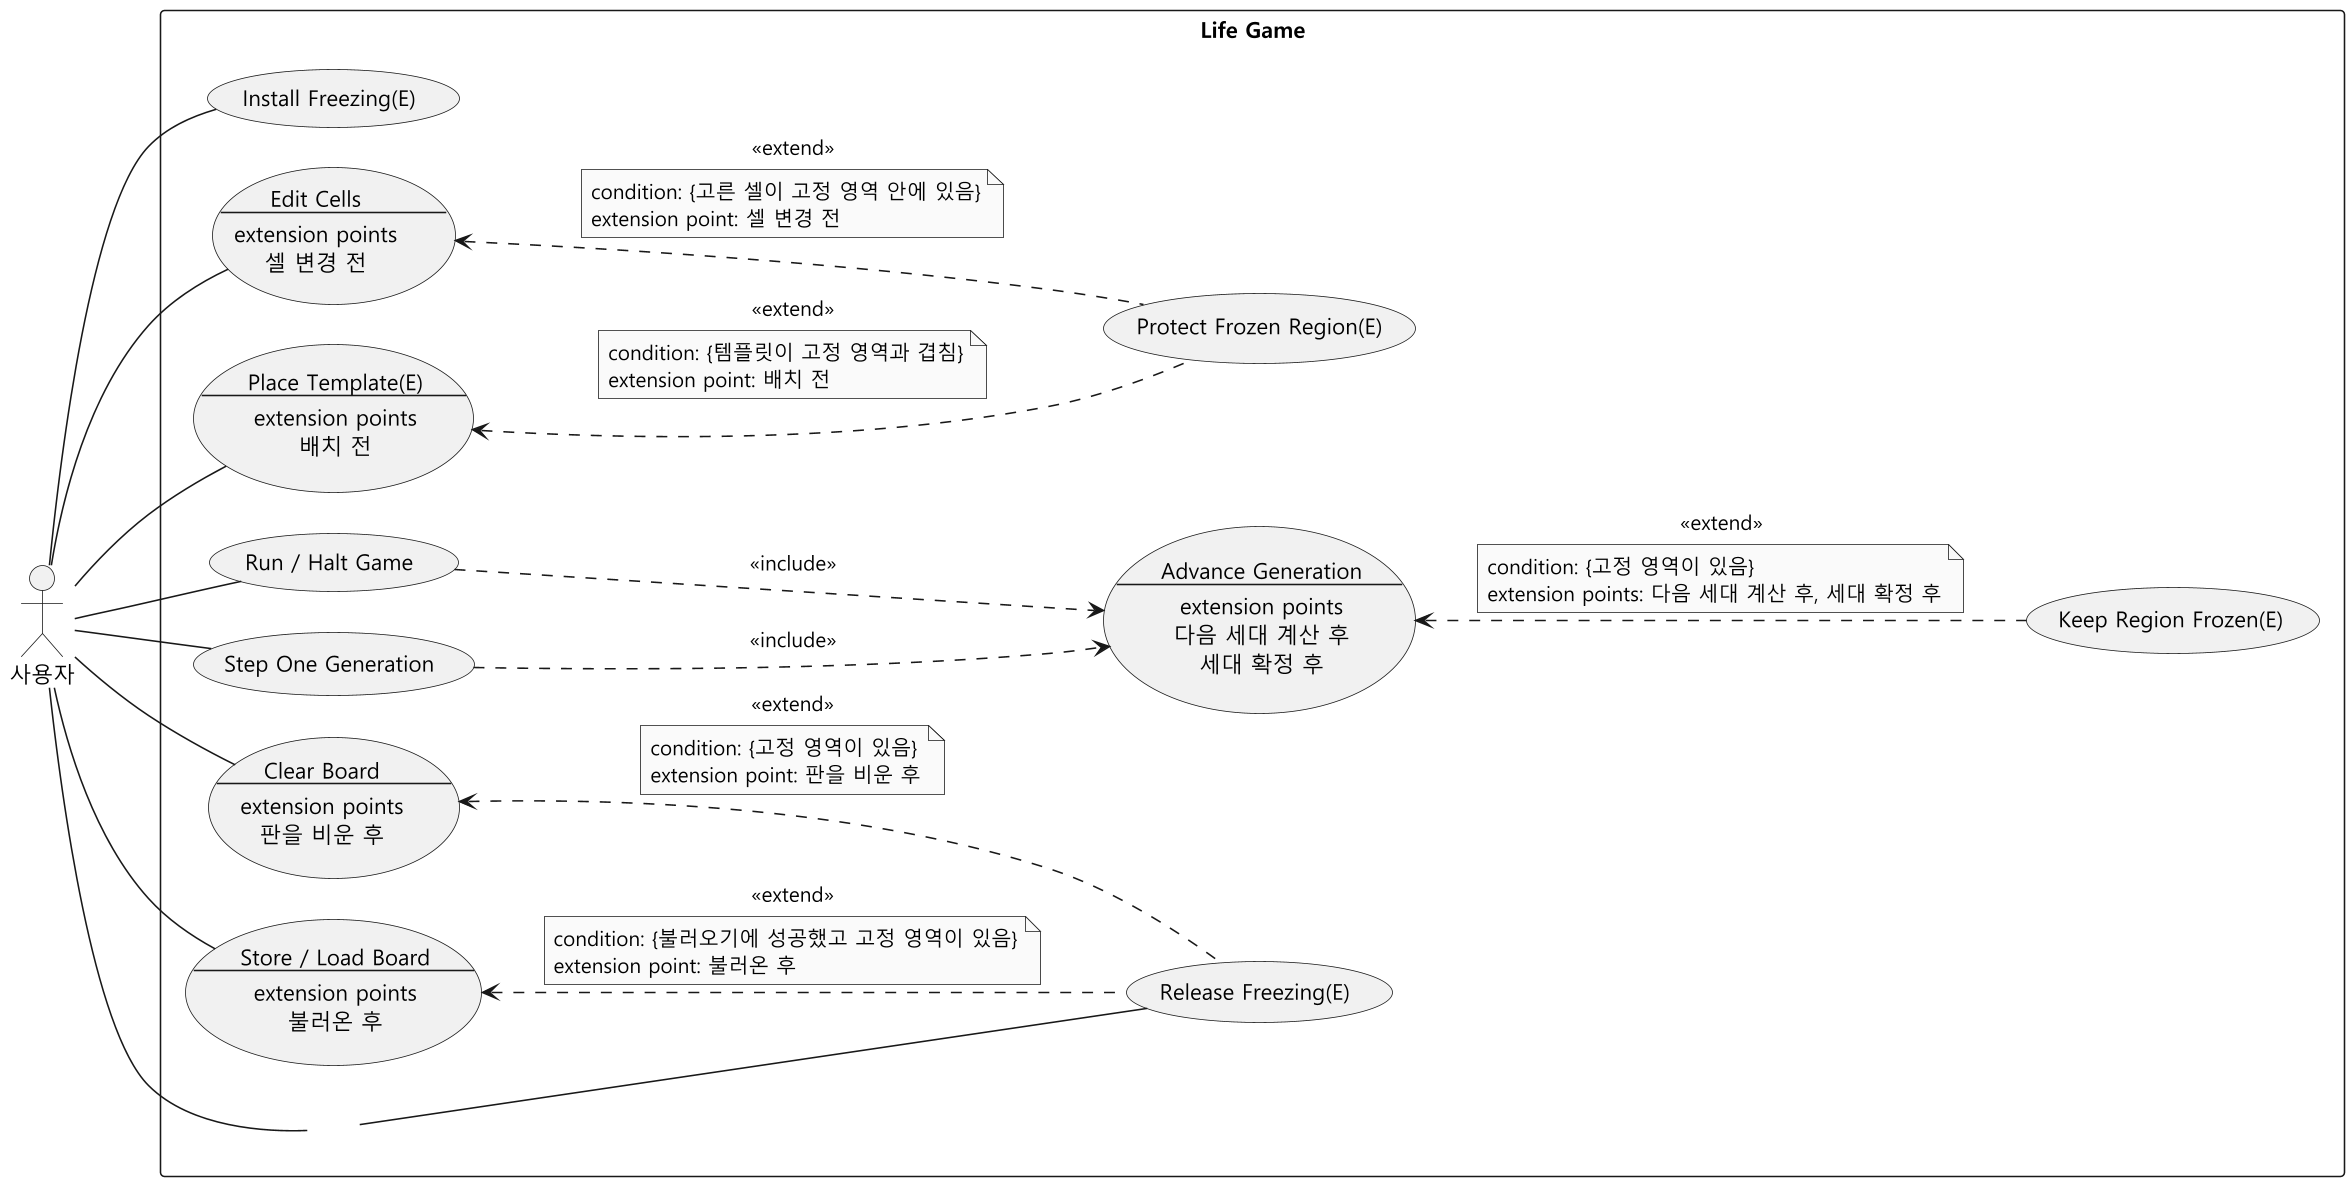 Life Game
Install Freezing(E)
«extend»
condition: {고른 셀이 고정 영역 안에 있음}
extension point: 셀 변경 전
Edit Cells
extension points
셀 변경 전
«extend»
condition: {템플릿이 고정 영역과 겹침}
extension point: 배치 전
Protect Frozen Region(E)
Place Template(E)
extension points
배치 전
Run / Halt Game
«include»
Advance Generation
extension points
다음 세대 계산 후
세대 확정 후
«extend»
condition: {고정 영역이 있음}
extension points: 다음 세대 계산 후, 세대 확정 후
Keep Region Frozen(E)
Step One Generation
«include»
사용자
«extend»
condition: {고정 영역이 있음}
extension point: 판을 비운 후
Clear Board
extension points
판을 비운 후
«extend»
condition: {불러오기에 성공했고 고정 영역이 있음}
extension point: 불러온 후
Store / Load Board
extension points
불러온 후
Release Freezing(E)